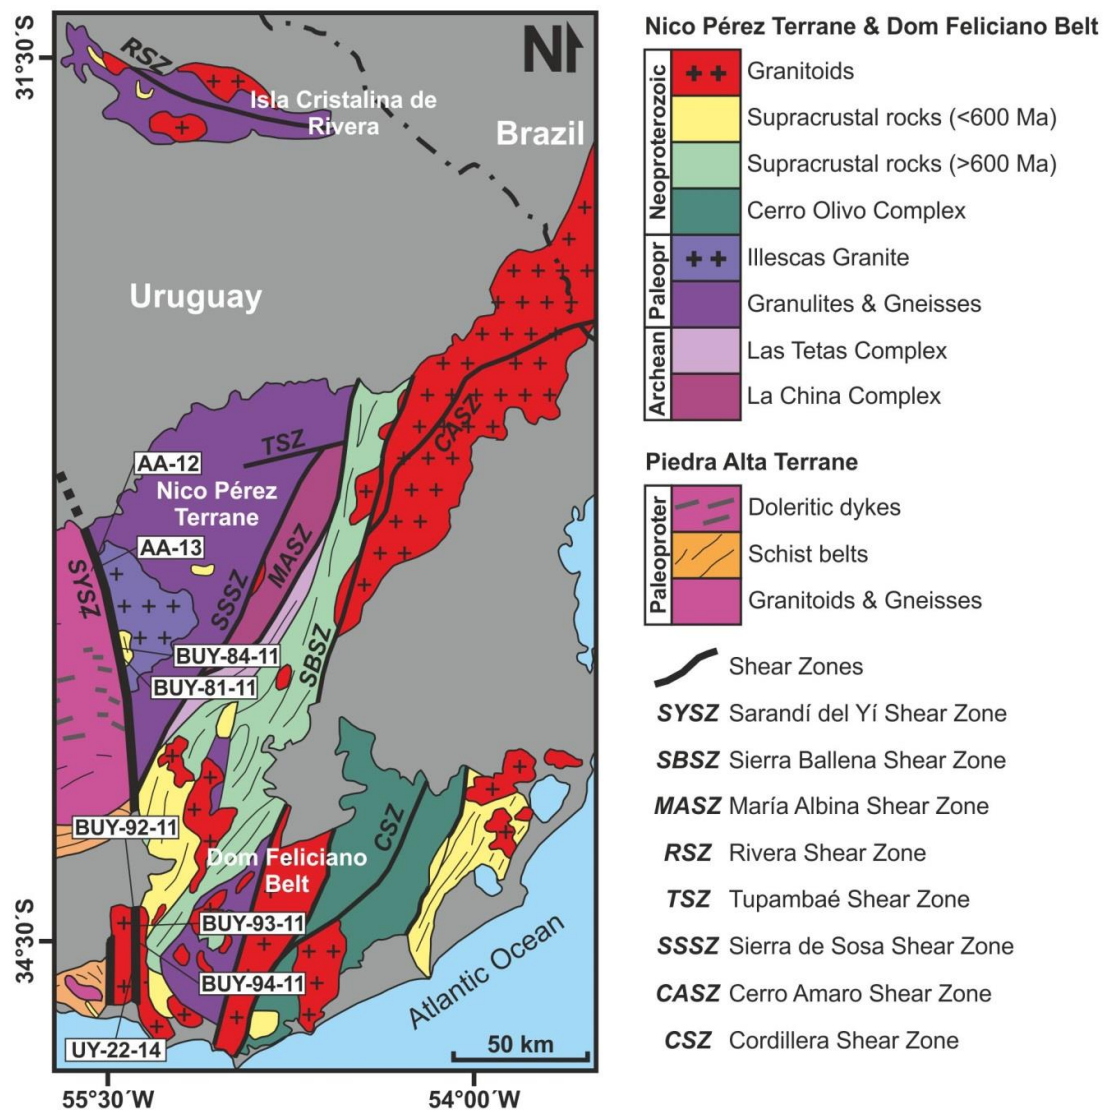 31°30´S
34°30´S
55°30´W
54°00´W
N
RSZ
Isla Cristalina de
Rivera
Brazil
Uruguay
CASZ
TSZ
AA-12
Nico Pérez
Terrane
AA-13
SYSZ
SSSZ
MASZ
SBSZ
BUY-84-11
BUY-81-11
BUY-92-11
CSZ
Dom Feliciano
Belt
BUY-93-11
BUY-94-11
UY-22-14
Atlantic Ocean
50 km
Nico Pérez Terrane & Dom Feliciano Belt
Neoproterozoic
Granitoids
Supracrustal rocks (<600 Ma)
Supracrustal rocks (>600 Ma)
Cerro Olivo Complex
Paleopr
Illescas Granite
Granulites & Gneisses
Archean
Las Tetas Complex
La China Complex
Piedra Alta Terrane
Paleoproter
Doleritic dykes
Schist belts
Granitoids & Gneisses
Shear Zones
SYSZ Sarandí del Yí Shear Zone
SBSZ Sierra Ballena Shear Zone
MASZ María Albina Shear Zone
RSZ Rivera Shear Zone
TSZ Tupambaé Shear Zone
SSSZ Sierra de Sosa Shear Zone
CASZ Cerro Amaro Shear Zone
CSZ Cordillera Shear Zone